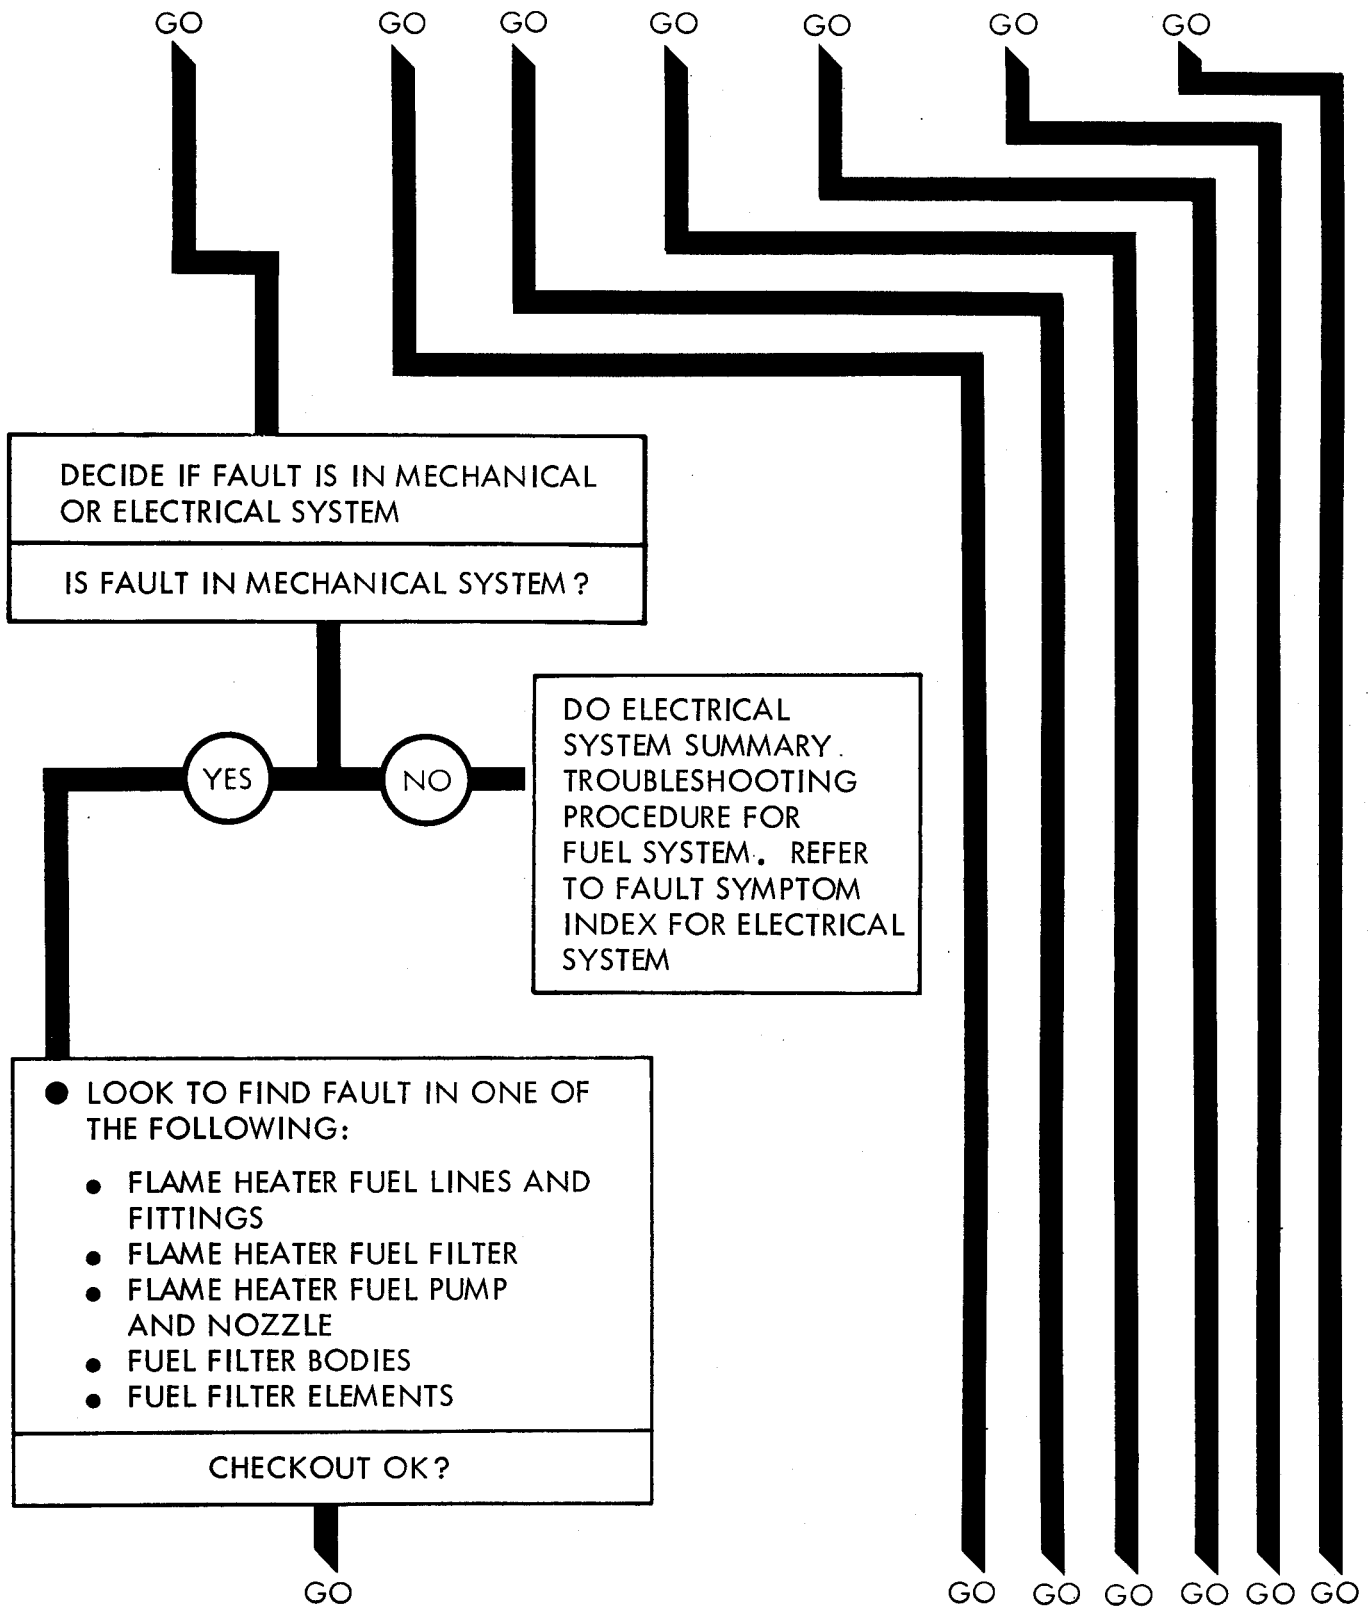 GO GO GO GO GO GO GO
DECIDE IF FAULT IS IN MECHANICAL
OR ELECTRICAL SYSTEM
IS FAULT IN MECHANICAL SYSTEM?
YES NO
DO ELECTRICAL
SYSTEM SUMMARY.
TROUBLESHOOTING
PROCEDURE FOR
FUEL SYSTEM. REFER
TO FAULT SYMPTOM
INDEX FOR ELECTRICAL
SYSTEM
● LOOK TO FIND FAULT IN ONE OF
THE FOLLOWING:
● FLAME HEATER FUEL LINES AND
FITTINGS
● FLAME HEATER FUEL FILTER
● FLAME HEATER FUEL PUMP
AND NOZZLE
● FUEL FILTER BODIES
● FUEL FILTER ELEMENTS
CHECKOUT OK?
GO GO GO GO GO GO GO